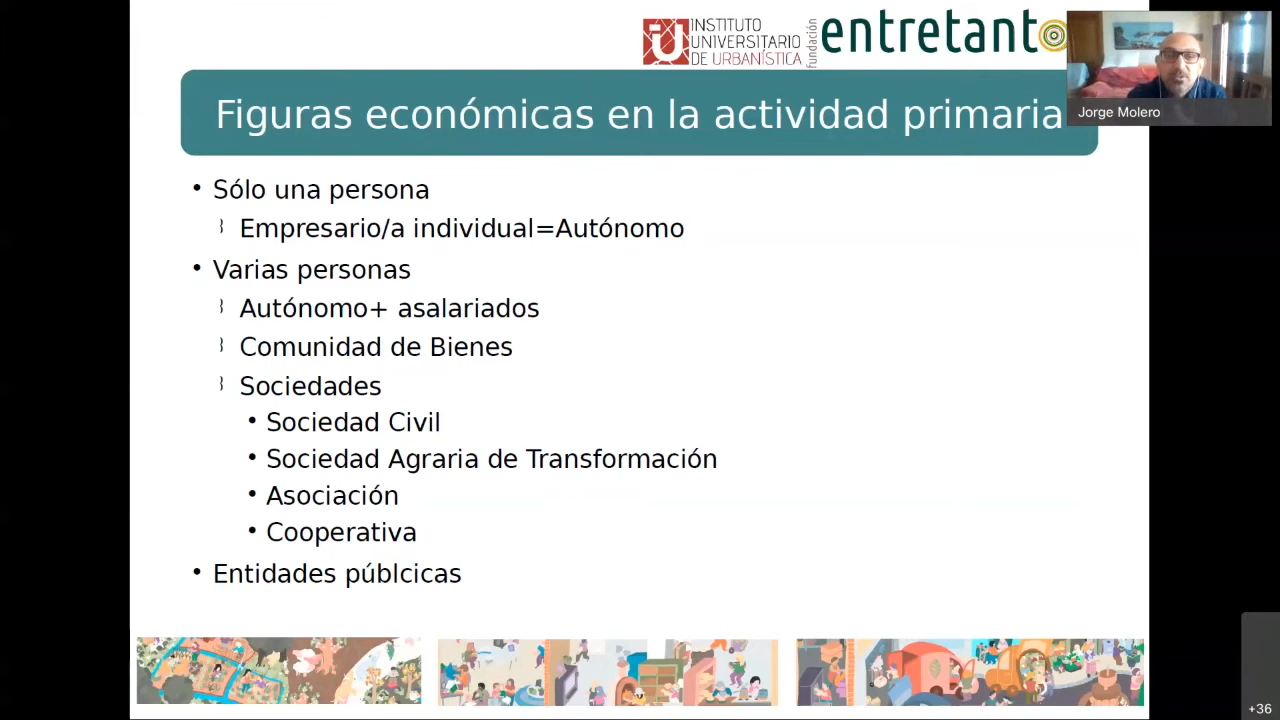 INSTITUTO
UNIVERSITARIO
DE URBANÍSTICA
fundación
entretanto
Jorge Molero
Figuras económicas en la actividad primaria
• Sólo una persona
Empresario/a individual=Autónomo
• Varias personas
Autónomo+ asalariados
Comunidad de Bienes
Sociedades
• Sociedad Civil
• Sociedad Agraria de Transformación
• Asociación
• Cooperativa
• Entidades públcicas
+36